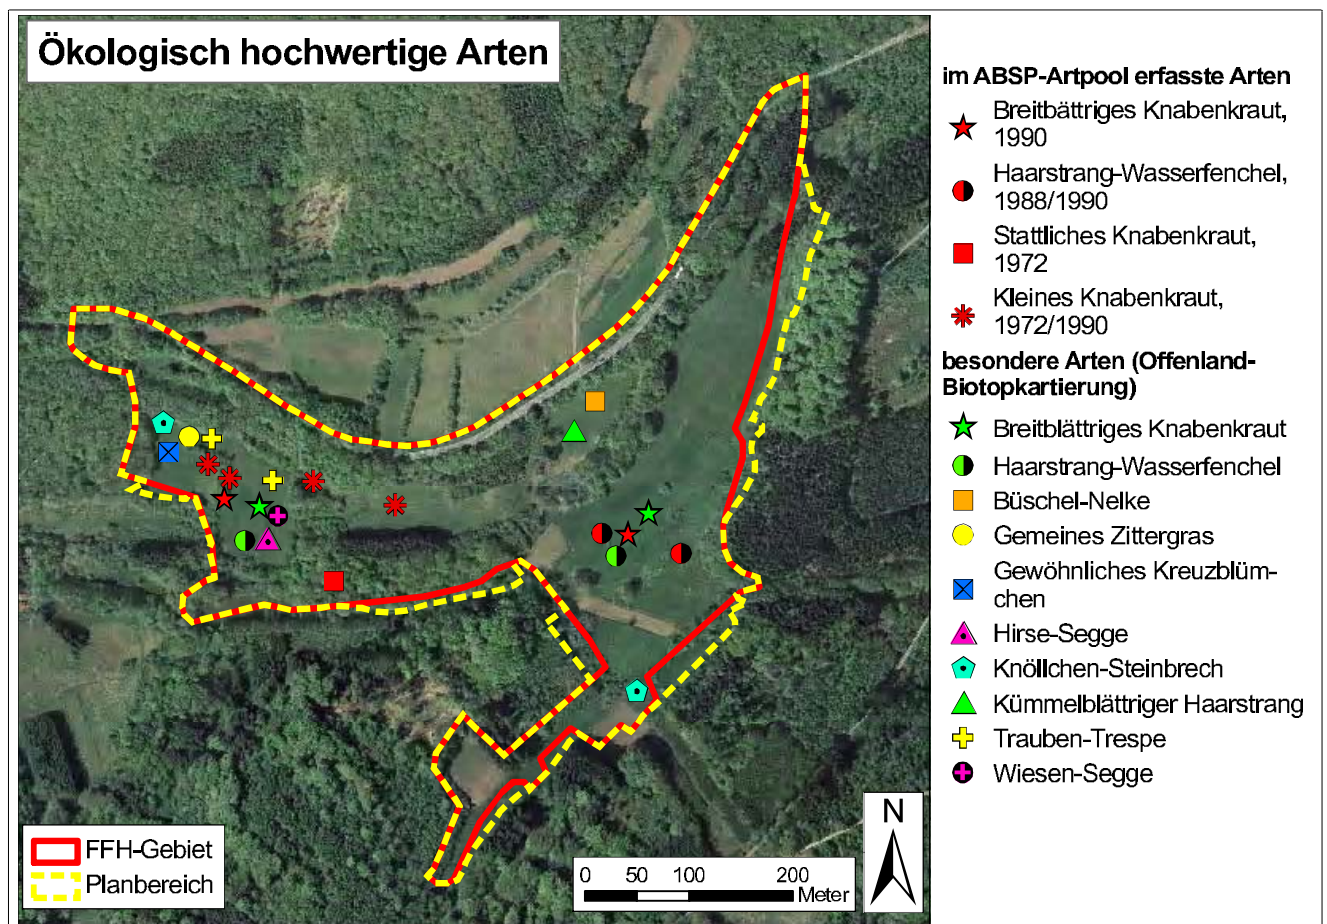 Ökologisch hochwertige Arten
im ABSP-Artpool erfasste Arten
Breitbättriges Knabenkraut,
1990
Haarstrang-Wasserfenchel,
1988/1990
Stattliches Knabenkraut,
1972
Kleines Knabenkraut,
1972/1990
besondere Arten (Offenland-
Biotopkartierung)
Breitblättriges Knabenkraut
Haarstrang-Wasserfenchel
Büschel-Nelke
Gemeines Zittergras
Gewöhnliches Kreuzblüm-
chen
Hirse-Segge
Knöllchen-Steinbrech
Kümmelblättriger Haarstrang
Trauben-Trespe
Wiesen-Segge
FFH-Gebiet
Planbereich
0 50 100 200
Meter
N